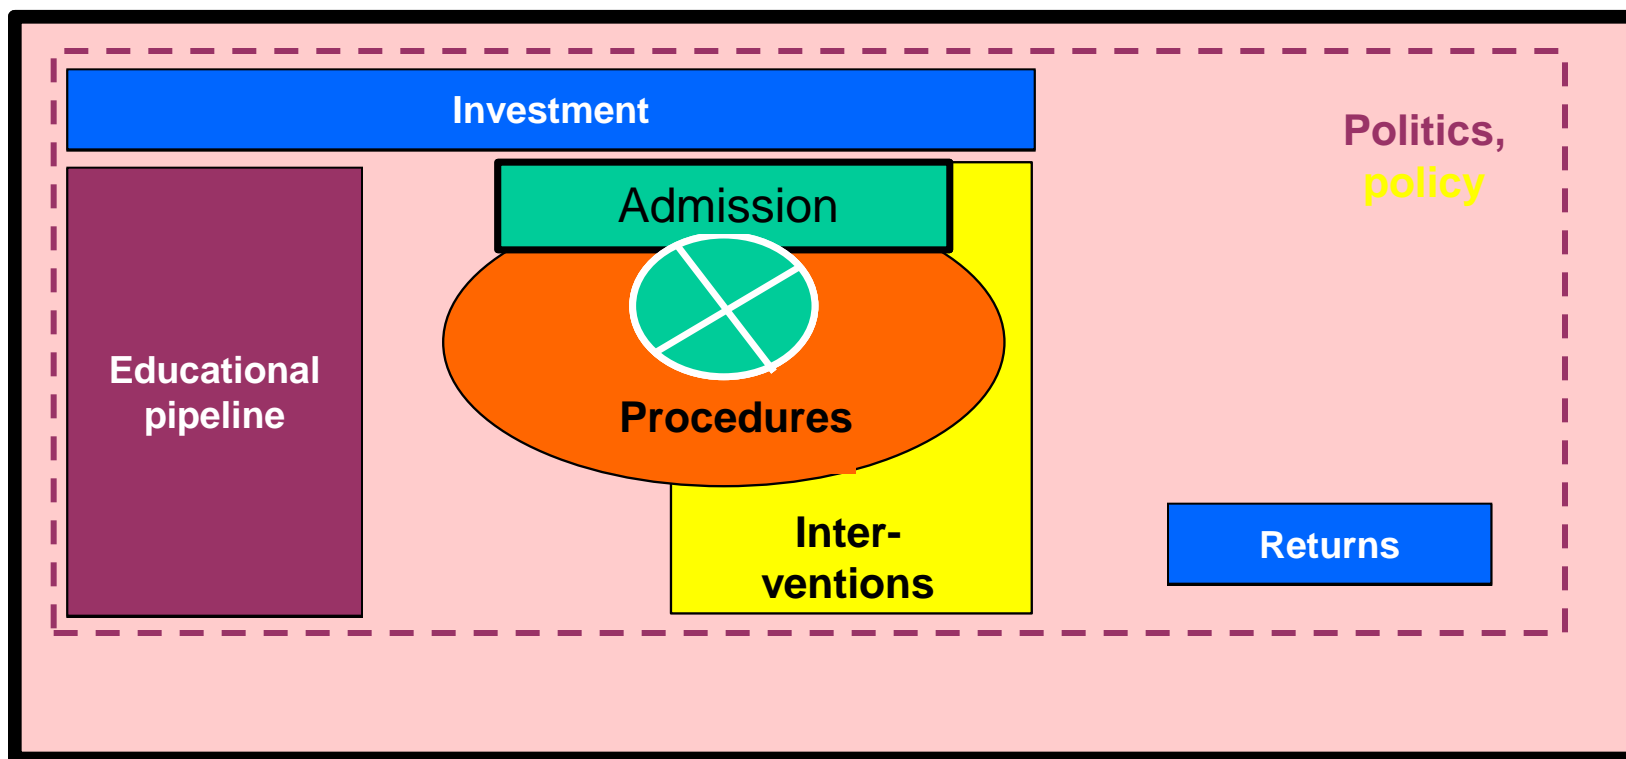 Investment
Politics,
policy
Admission
Educational
pipeline
Procedures
Inter-
ventions
Returns